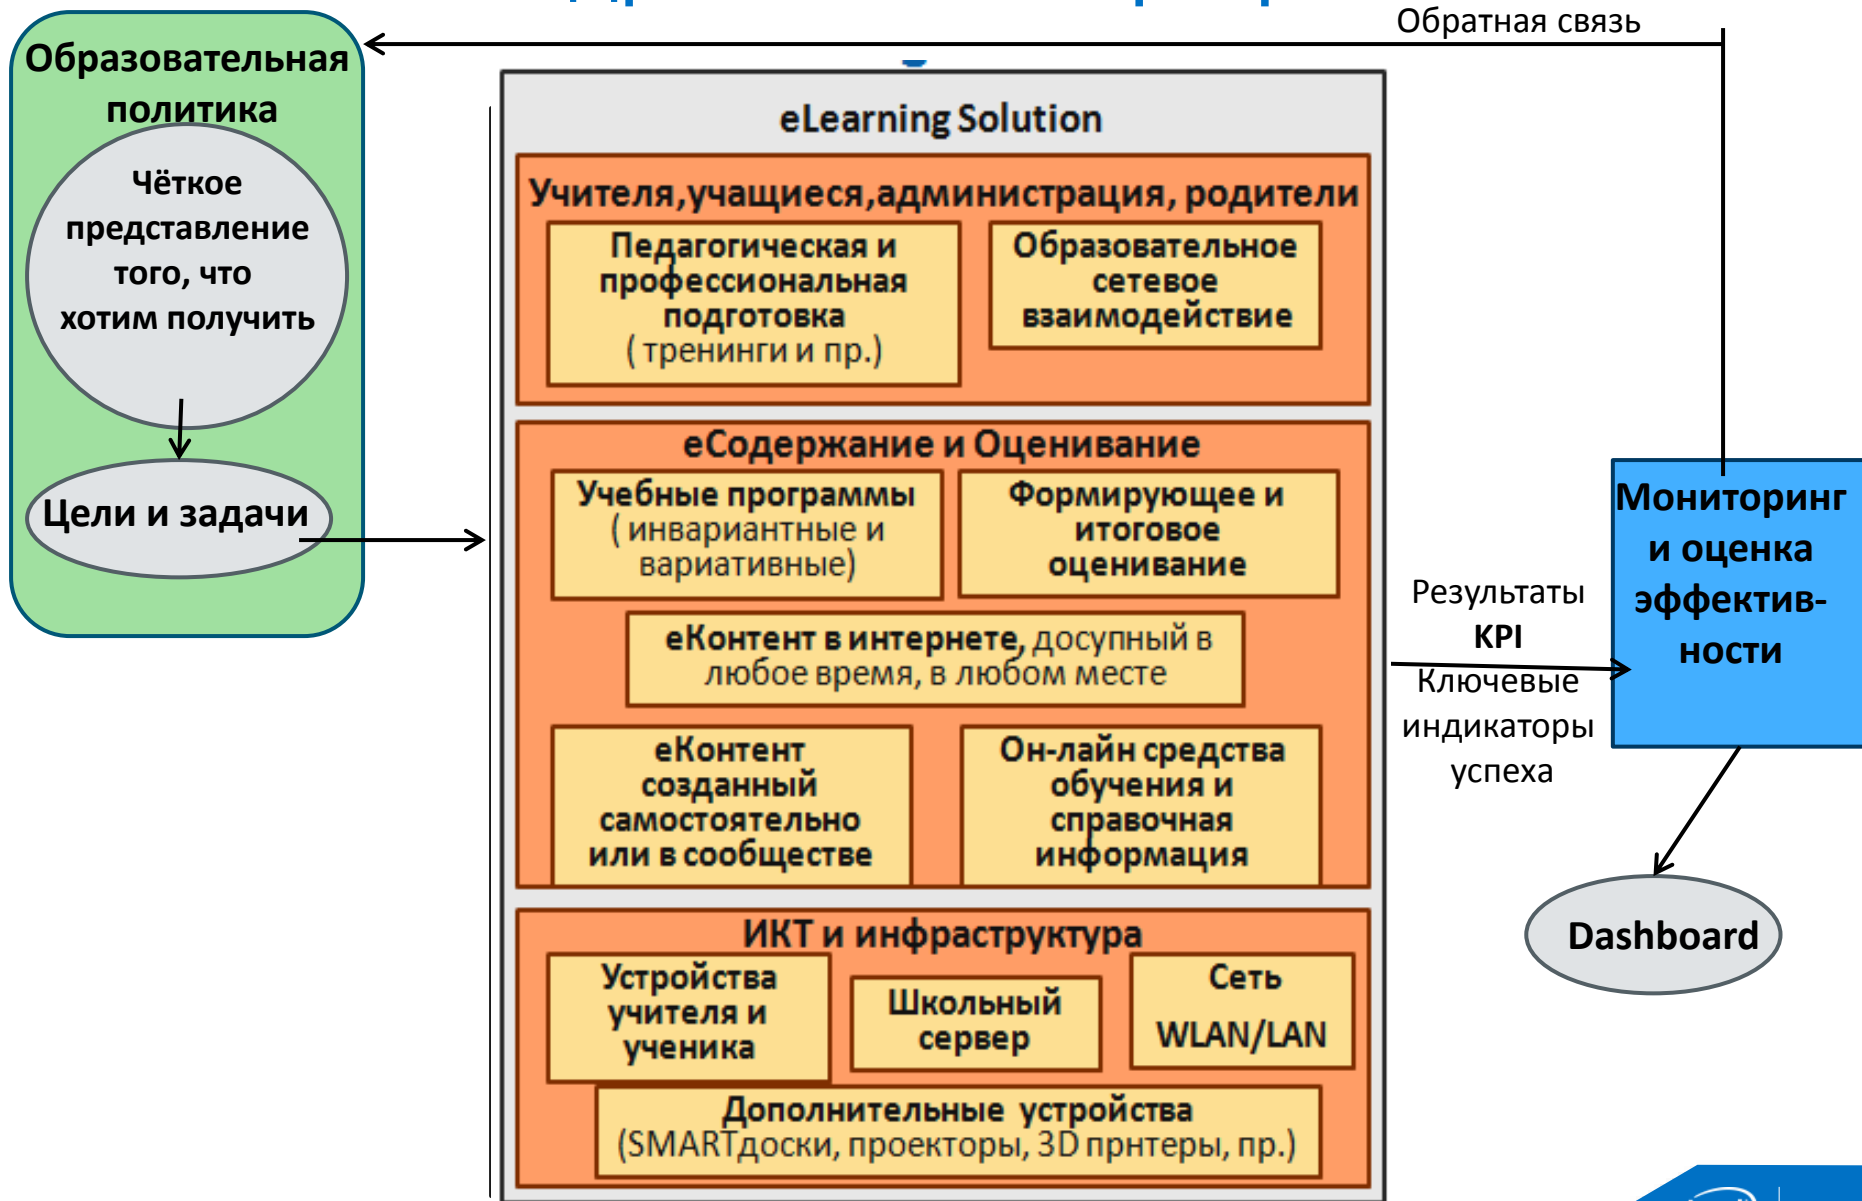 Обратная связь
Образовательная
политика
Чёткое
представление
того, что
хотим получить
Цели и задачи
eLearning Solution
Учителя,учащиеся,администрация, родители
Педагогическая и
профессиональная
подготовка
( тренинги и пр.)
Образовательное
сетевое
взаимодействие
еСодержание и Оценивание
Учебные программы
( инвариантные и
вариативные)
Формирующее и
итоговое
оценивание
еКонтент в интернете, досупный в
любое время, в любом месте
еКонтент
созданный
самостоятельно
или в сообществе
Он-лайн средства
обучения и
справочная
информация
ИКТ и инфраструктура
Устройства
учителя и
ученика
Школьный
сервер
Сеть
WLAN/LAN
Дополнительные устройства
(SMARTдоски, проекторы, 3D прнтеры, пр.)
Результаты
KPI
Ключевые
индикаторы
успеха
Мониторинг
и оценка
эффектив-
ности
Dashboard